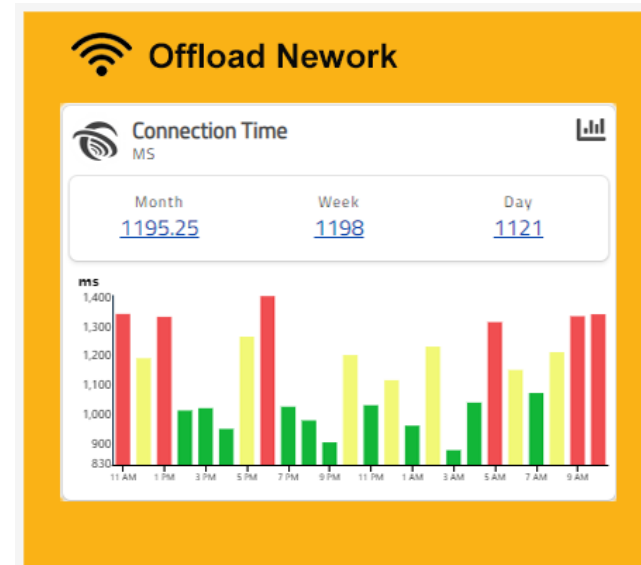 Offload Nework
Connection Time
MS
Month Week Day
1195.25 1198 1121
ms
1,400
1,300
1,200
1,100
1,000
900
830
11 AM 1 PM 3 PM 5 PM 7 PM 9 PM 11 PM 1 AM 3 AM 5 AM 7 AM 9 AM